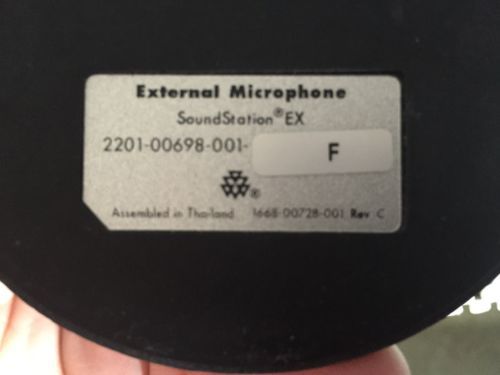 External Microphone
SoundStation®EX
2201-00698-001- F
®
Assembled in Thailand 1668-00728-001 Rev C